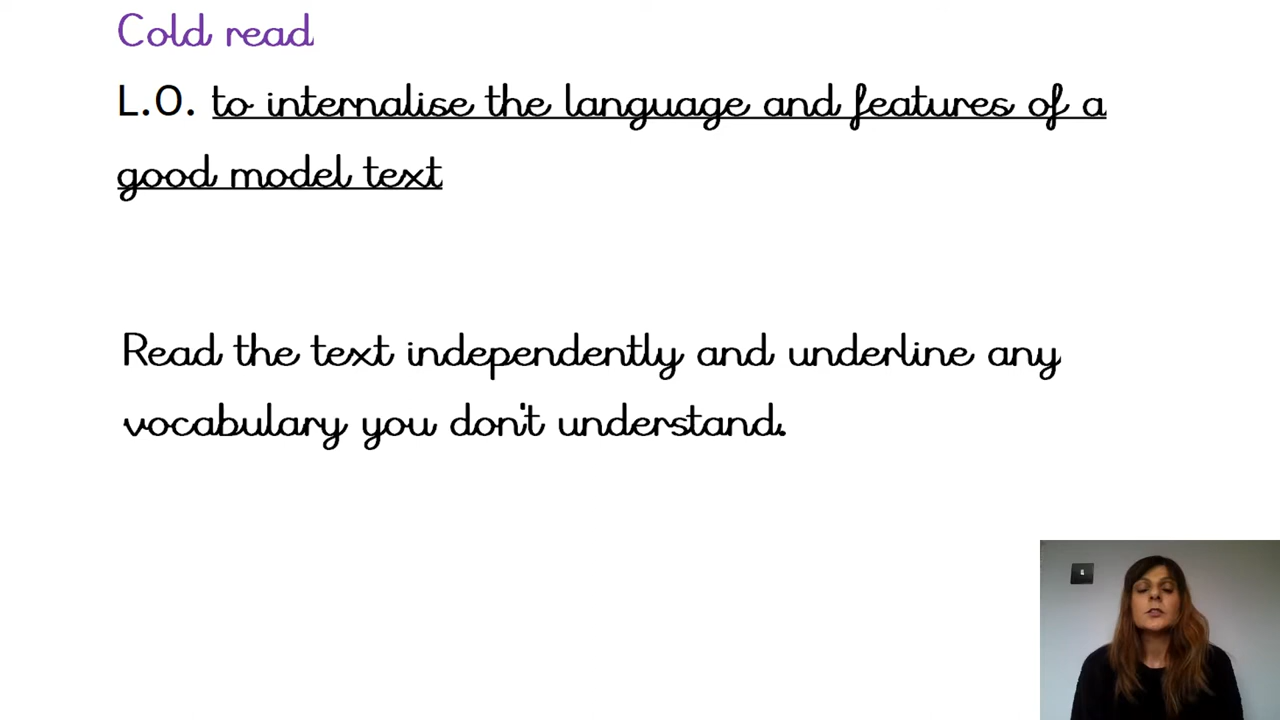 Cold read
L.O. to internalise the language and features of a
good model text
Read the text independently and underline any
vocabulary you don't understand.